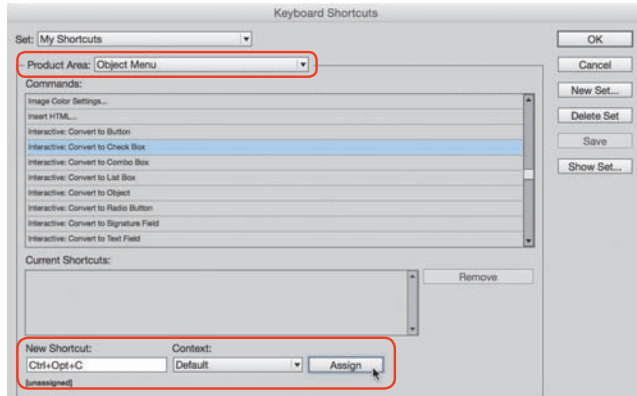 Keyboard Shortcuts
Set: My Shortcuts
OK
Product Area: Object Menu
Cancel
Commands:
New Set...
Image Color Settings...
Insert HTML...
Delete Set
Interactive: Convert to Button
Interactive: Convert to Check Box
Save
Interactive: Convert to Combo Box
Interactive: Convert to List Box
Show Set...
Interactive: Convert to Object
Interactive: Convert to Radio Button
Interactive: Convert to Signature Field
Interactive: Convert to Text Field
Current Shortcuts:
Remove
New Shortcut: Context:
Ctrl+Opt+C Default Assign
[unassigned]